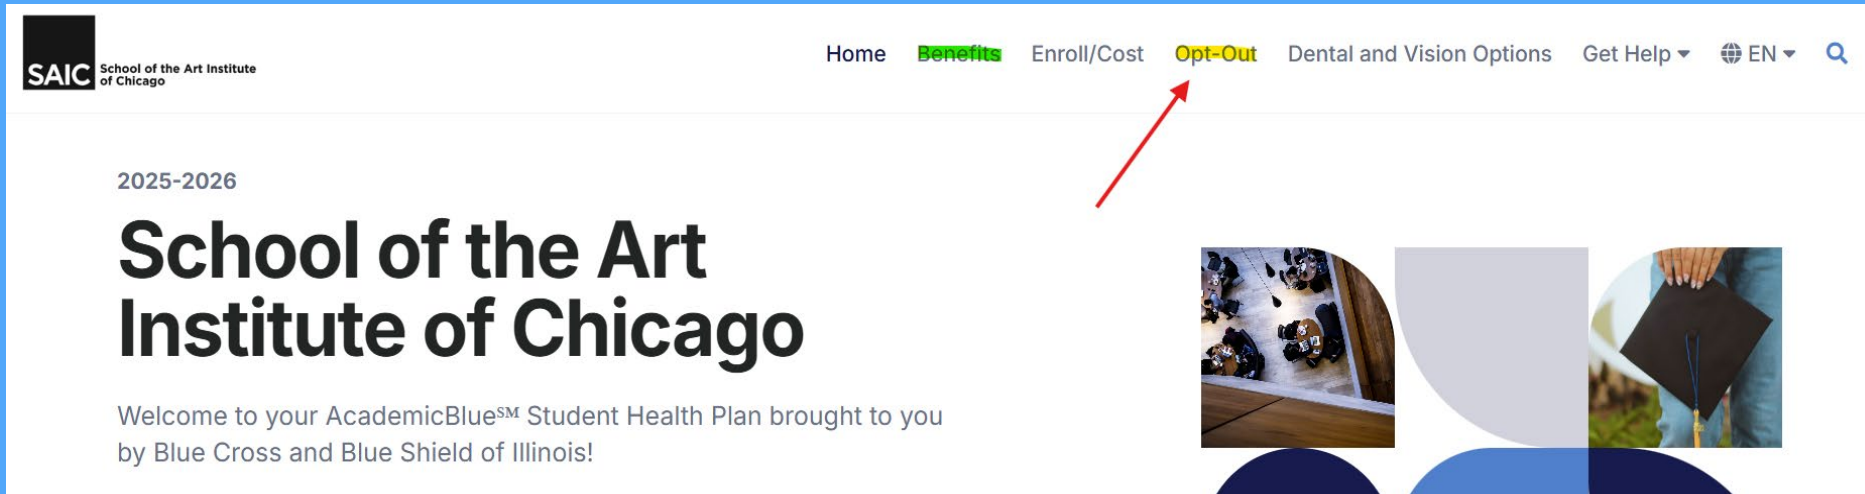 SAIC School of the Art Institute
of Chicago
Home Benefits Enroll/Cost Opt-Out Dental and Vision Options Get Help EN
2025-2026
School of the Art
Institute of Chicago
Welcome to your AcademicBlue℠ Student Health Plan brought to you
by Blue Cross and Blue Shield of Illinois!